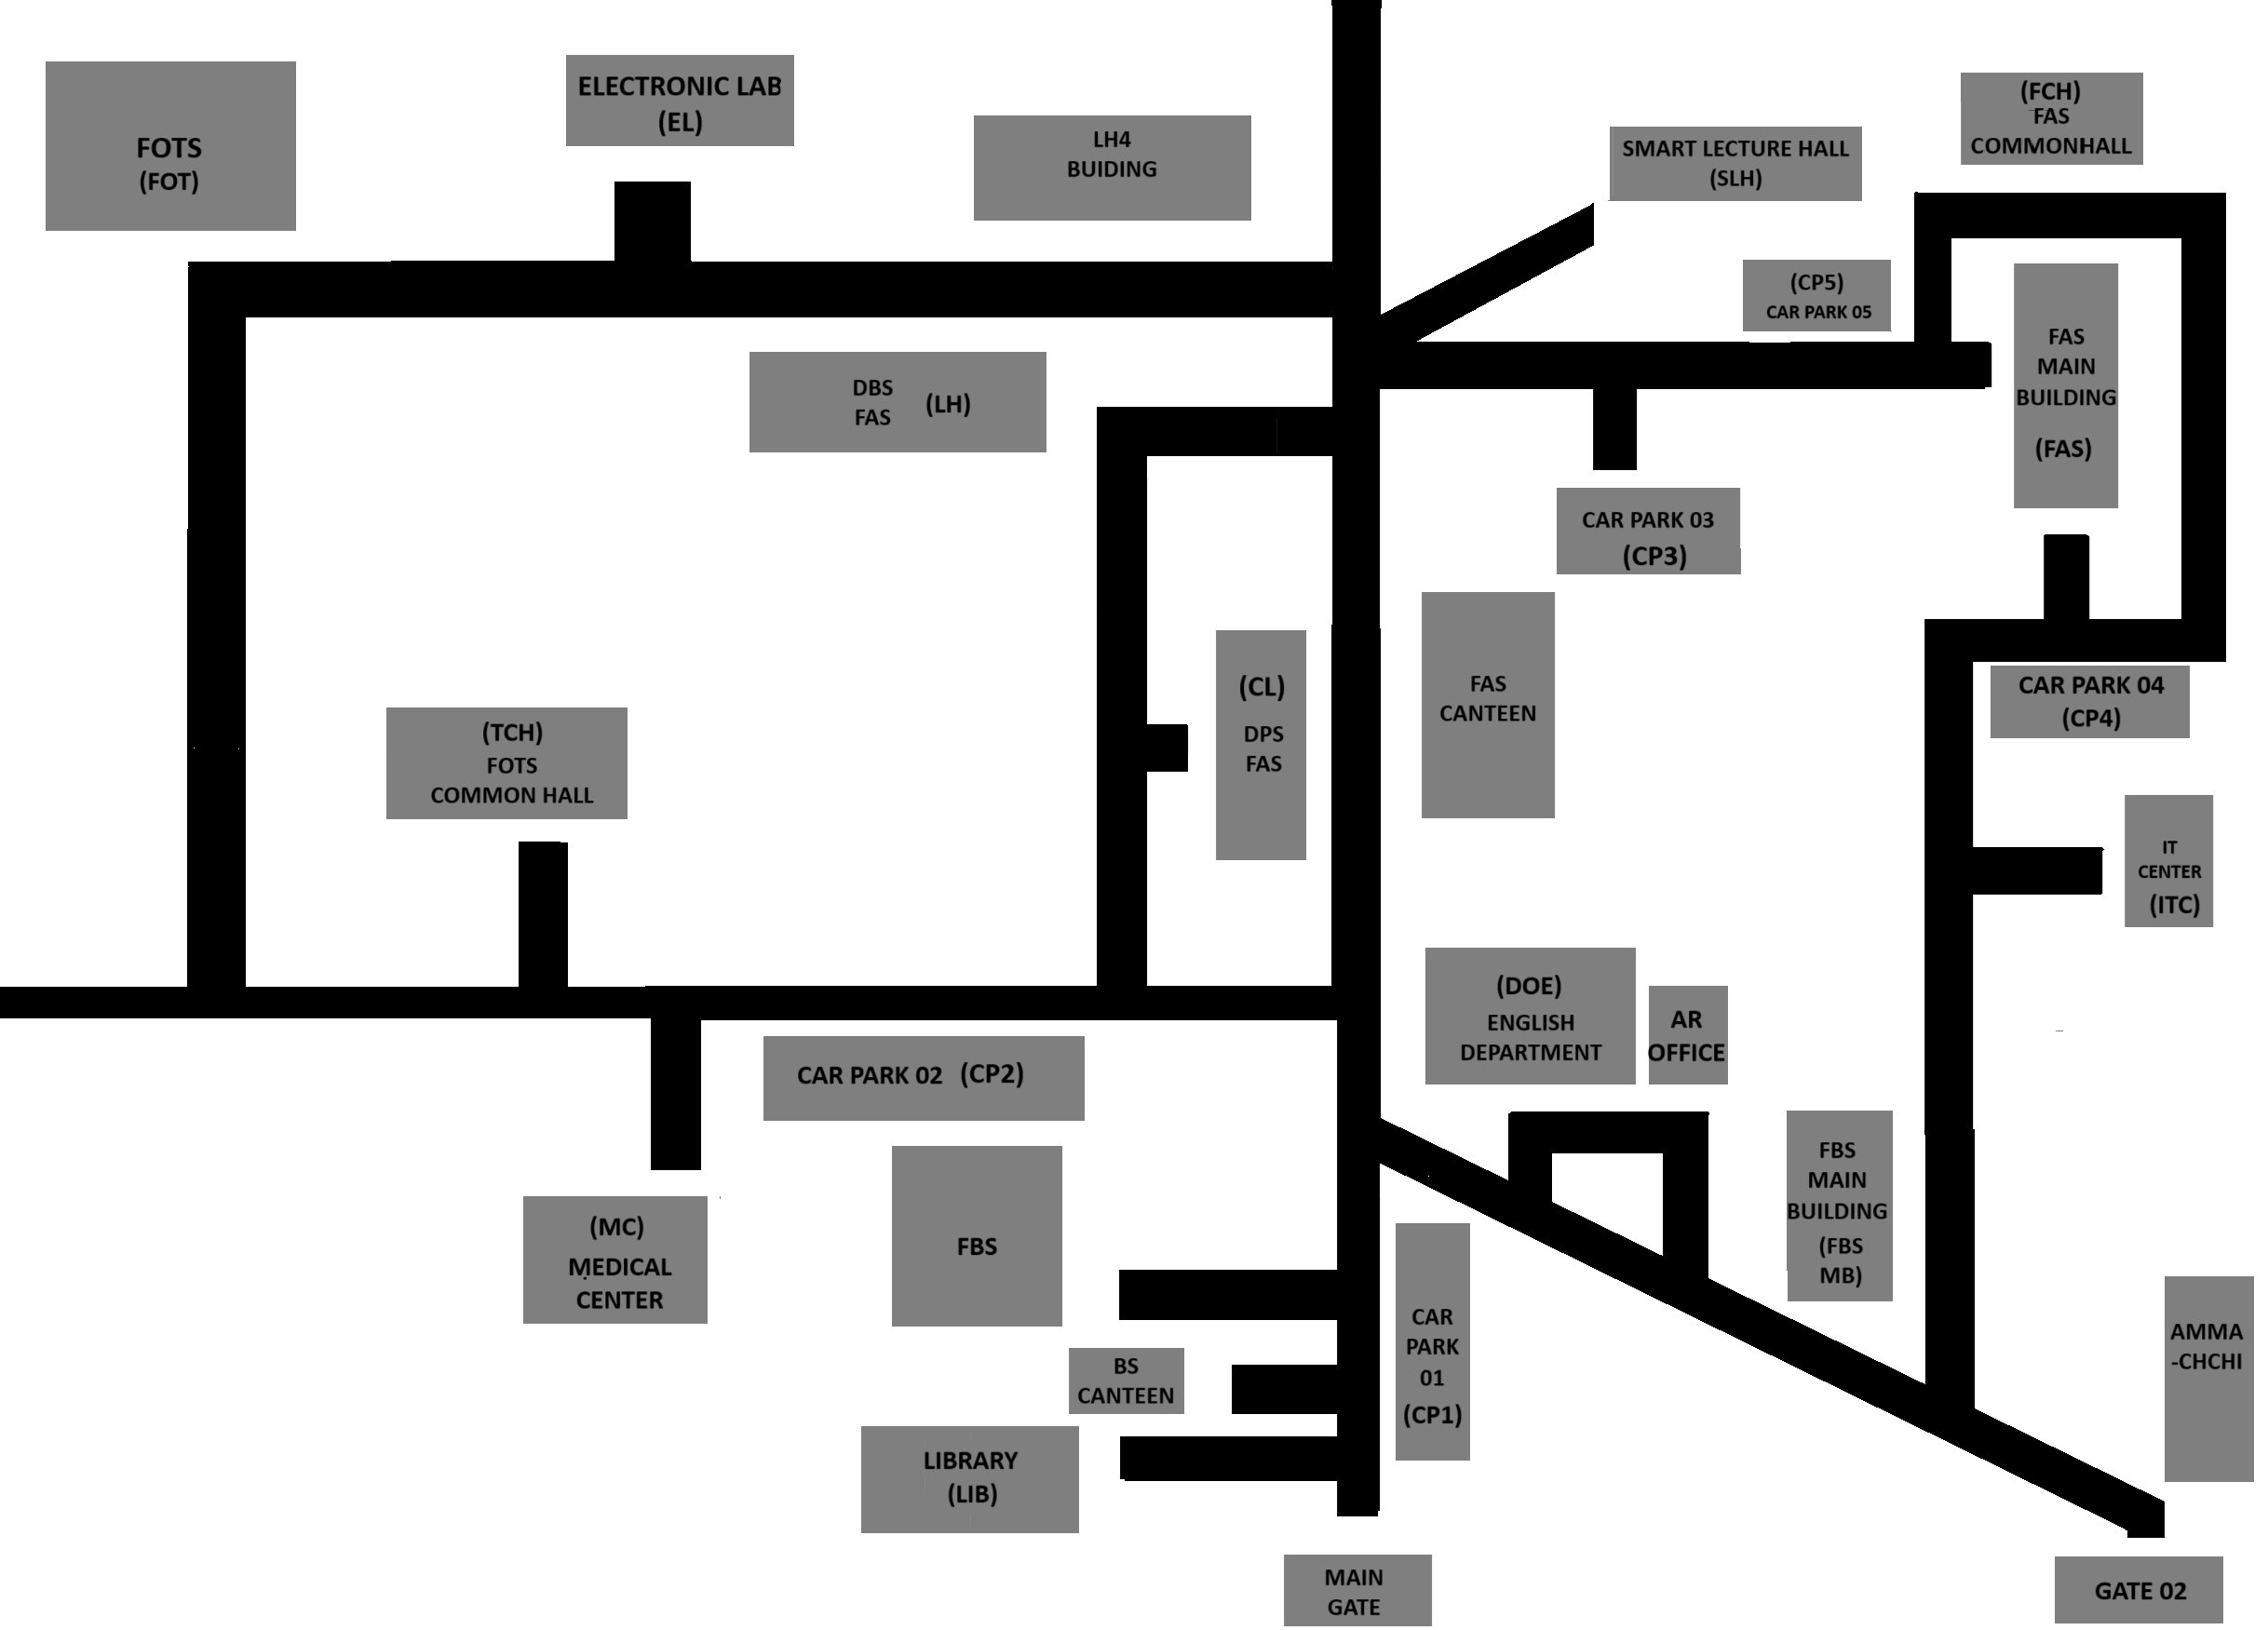 FOTS
(FOT)
ELECTRONIC LAB
(EL)
LH4
BUIDING
SMART LECTURE HALL
(SLH)
(FCH)
FAS
COMMONHALL
(CP5)
CAR PARK 05
FAS
MAIN
BUILDING
(FAS)
DBS
FAS (LH)
CAR PARK 03
(CP3)
(CL)
DPS
FAS
FAS
CANTEEN
CAR PARK 04
(CP4)
(TCH)
FOTS
COMMON HALL
IT
CENTER
(ITC)
(DOE)
ENGLISH
DEPARTMENT
AR
OFFICE
CAR PARK 02 (CP2)
FBS
MAIN
BUILDING
(FBS
MB)
(MC)
MEDICAL
CENTER
FBS
CAR
PARK
01
(CP1)
AMMA
-CHCHI
BS
CANTEEN
LIBRARY
(LIB)
MAIN
GATE
GATE 02